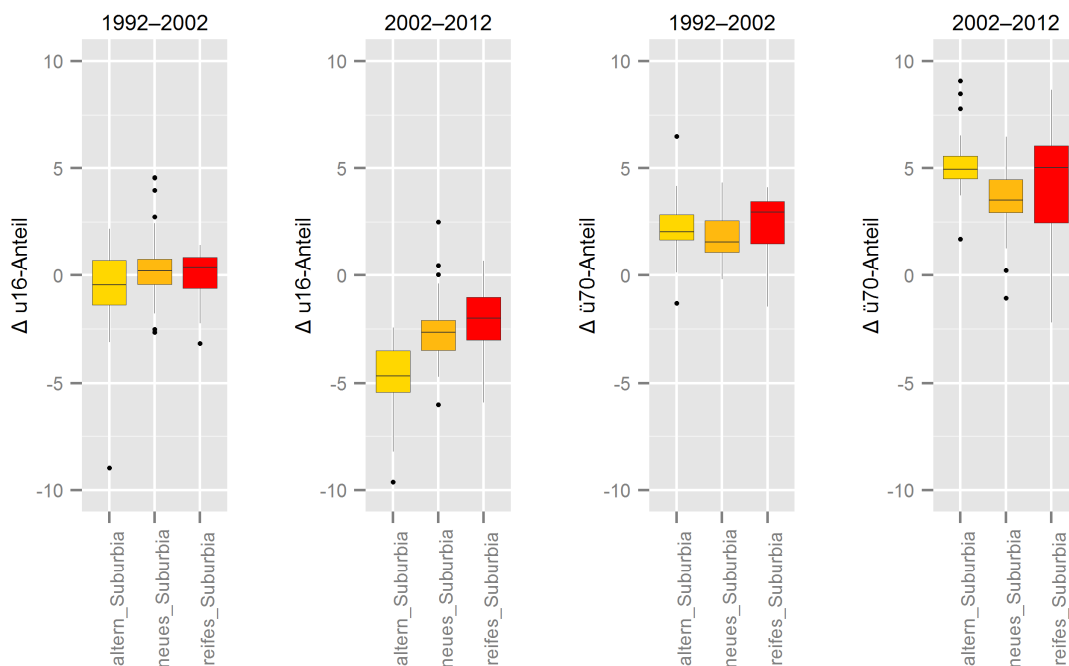 1992–2002
Δ u16-Anteil
10
5
0
-5
-10
altern_Suburbia
neues_Suburbia
reifes_Suburbia
2002–2012
Δ u16-Anteil
10
5
0
-5
-10
altern_Suburbia
neues_Suburbia
reifes_Suburbia
1992–2002
Δ ü70-Anteil
10
5
0
-5
-10
altern_Suburbia
neues_Suburbia
reifes_Suburbia
2002–2012
Δ ü70-Anteil
10
5
0
-5
-10
altern_Suburbia
neues_Suburbia
reifes_Suburbia